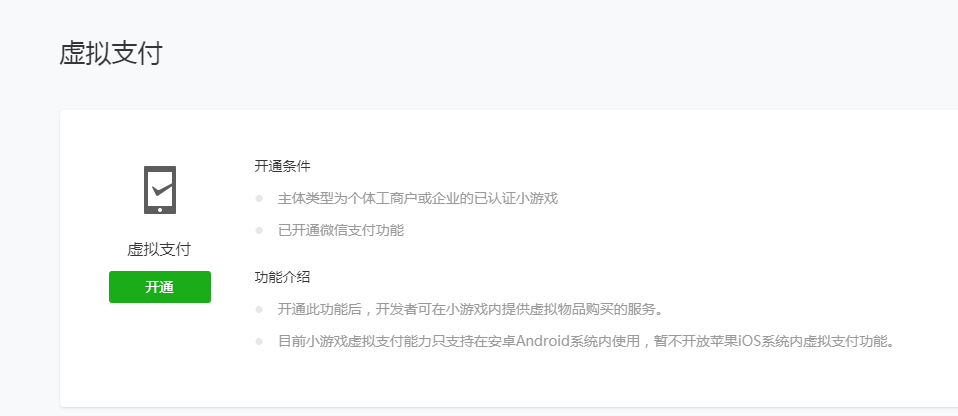 虚拟支付
虚拟支付
开通
开通条件
主体类型为个体工商户或企业的已认证小游戏
已开通微信支付功能
功能介绍
开通此功能后，开发者可在小游戏内提供虚拟物品购买的服务。
目前小游戏虚拟支付能力只支持在安卓Android系统内使用，暂不开放苹果iOS系统内虚拟支付功能。